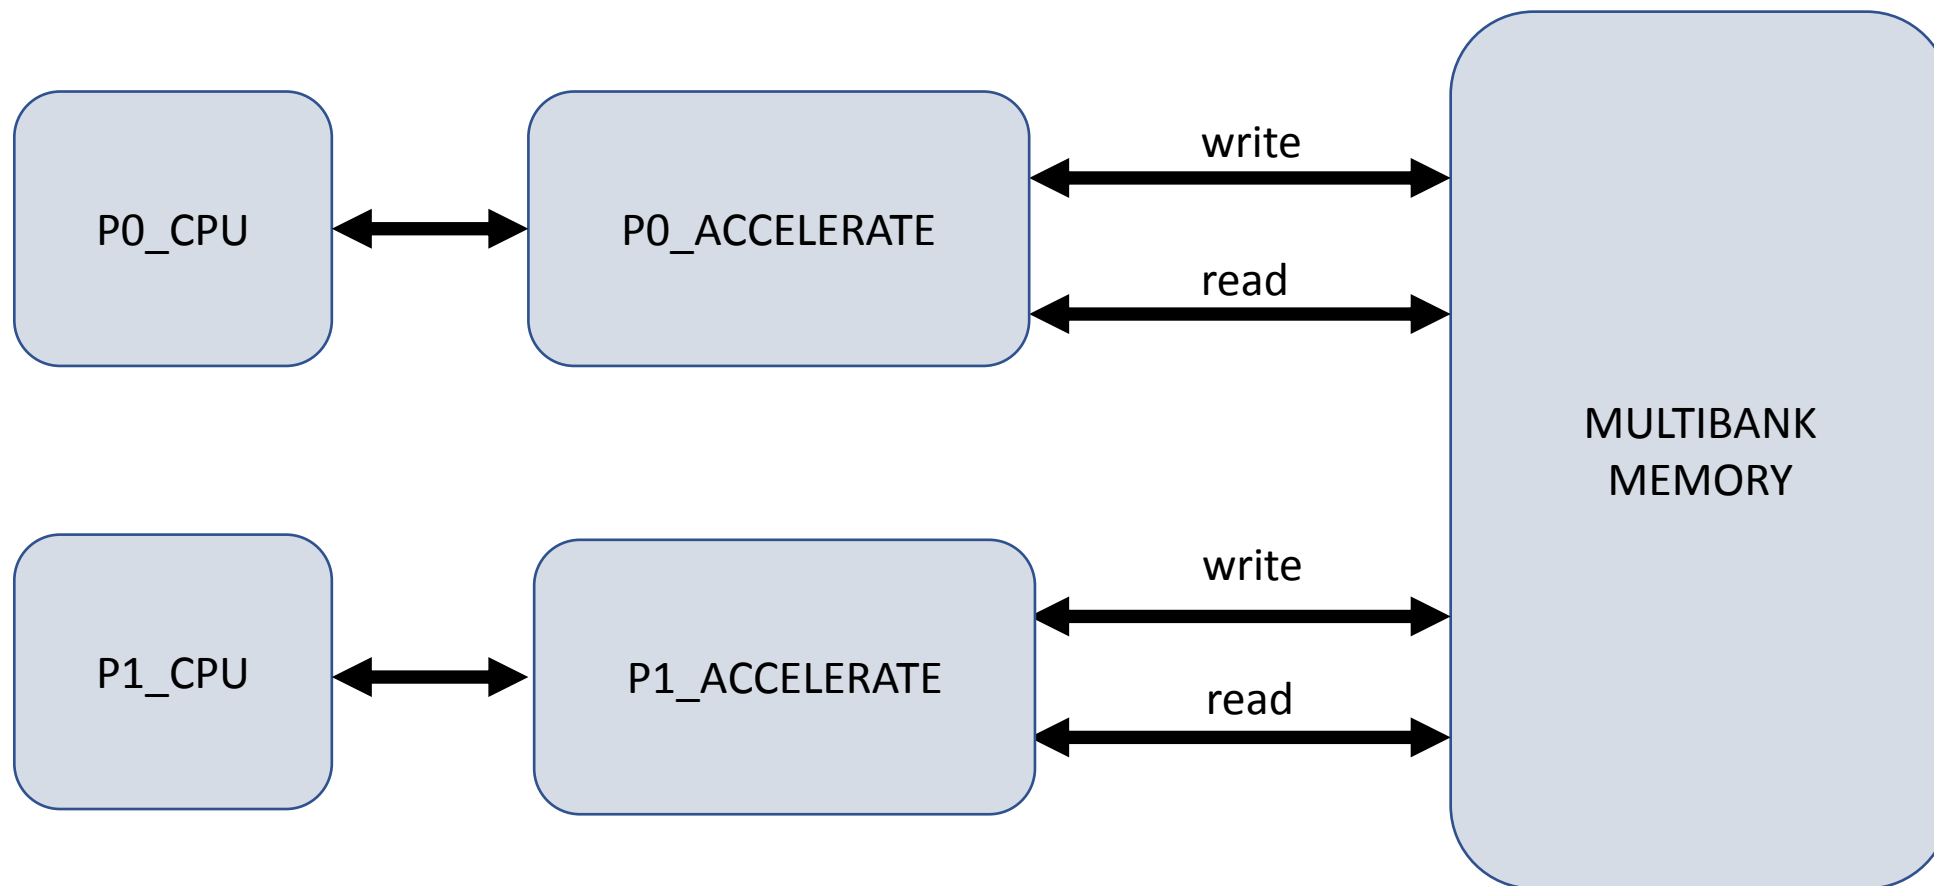 P0_CPU
P0_ACCELERATE
write
read
MULTIBANK
MEMORY
P1_CPU
P1_ACCELERATE
write
read